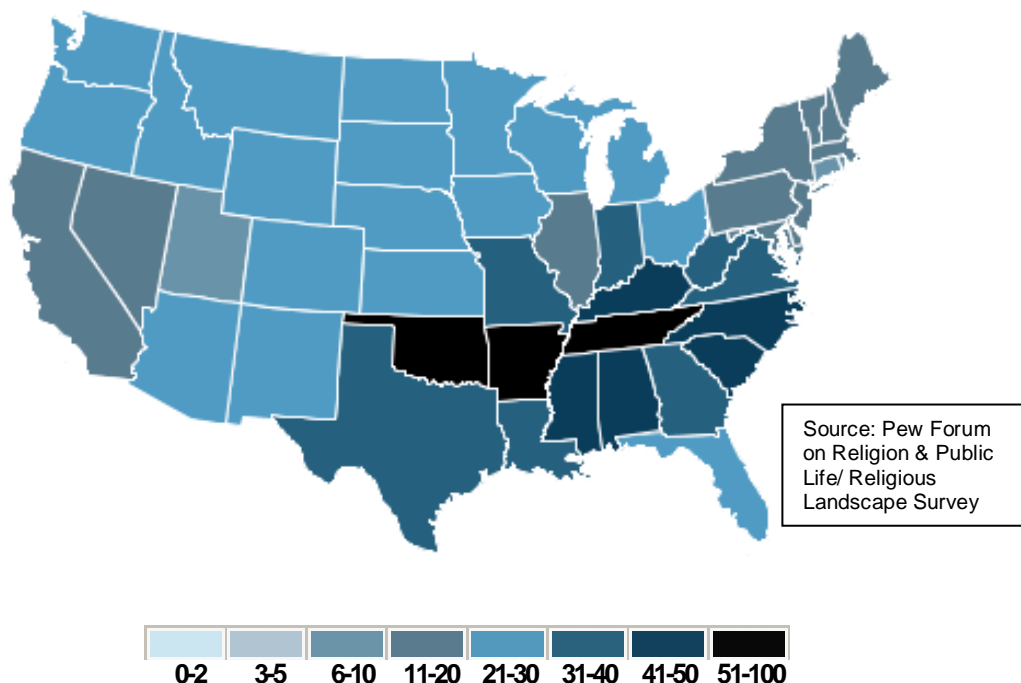 Source: Pew Forum
on Religion & Public
Life/ Religious
Landscape Survey
0-2 3-5 6-10 11-20 21-30 31-40 41-50 51-100